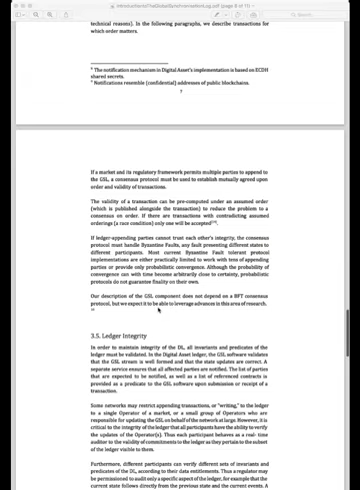 technical reasons). In the following paragraphs, we describe transactions for
which order matters.
⁸ The notification mechanism in Digital Asset's implementation is based on ECDH
shared secrets.
⁹ Notifications resemble (confidential) addresses of public blockchains.
7
If a market and its regulatory framework permits multiple parties to append to
the GSL, a consensus protocol must be used to establish mutually agreed upon
order and validity of transactions.
The validity of a transaction can be pre-computed under an assumed order
(which is published alongside the transaction) to reduce the problem to a
consensus on order. If there are transactions with contradicting assumed
orderings (a race condition) only one will be accepted
If ledger-appending parties cannot trust each other's integrity, the consensus
protocol must handle Byzantine Faults, any fault presenting different states to
different participants. Most current Byzantine Fault tolerant protocol
implementations are either practically limited to work with tens of appending
parties or provide only probabilistic convergence. Although the probability of
convergence can with time become arbitrarily close to certainty, probabilistic
protocols do not guarantee finality on their own.
Our description of the GSL component does not depend on a BFT consensus
protocol, but we expect it to be able to leverage advances in this area of research.
3.5. Ledger Integrity
In order to maintain integrity of the DL, all invariants and predicates of the
ledger must be validated. In the Digital Asset ledger, the GSL software validates
that the GSL stream is well formed and that the state updates are correct. A
separate service ensures that all affected parties are notified. The list of parties
that are expected to be notified, as well as a list of referenced contracts is
provided as a predicate to the GSL software upon submission or receipt of a
transaction.
Some networks may restrict appending transactions, or "writing," to the ledger
to a single Operator of a market, or a small group of Operators who are
responsible for updating the GSL on behalf of the network at large. However, it is
critical to the integrity of the ledger that all participants have the ability to verify
the updates of the Operator(s). Thus each participant behaves as a real-time
auditor to the validity of commitments to the ledger as they pertain to the subset
of the ledger visible to them.
Furthermore, different participants can verify different sets of invariants and
predicates of the DL, according to their data entitlements. Thus a regulator may
be permissioned to audit only a specific aspect of the ledger, for example that the
current state follows directly from the previous state and the current events. A